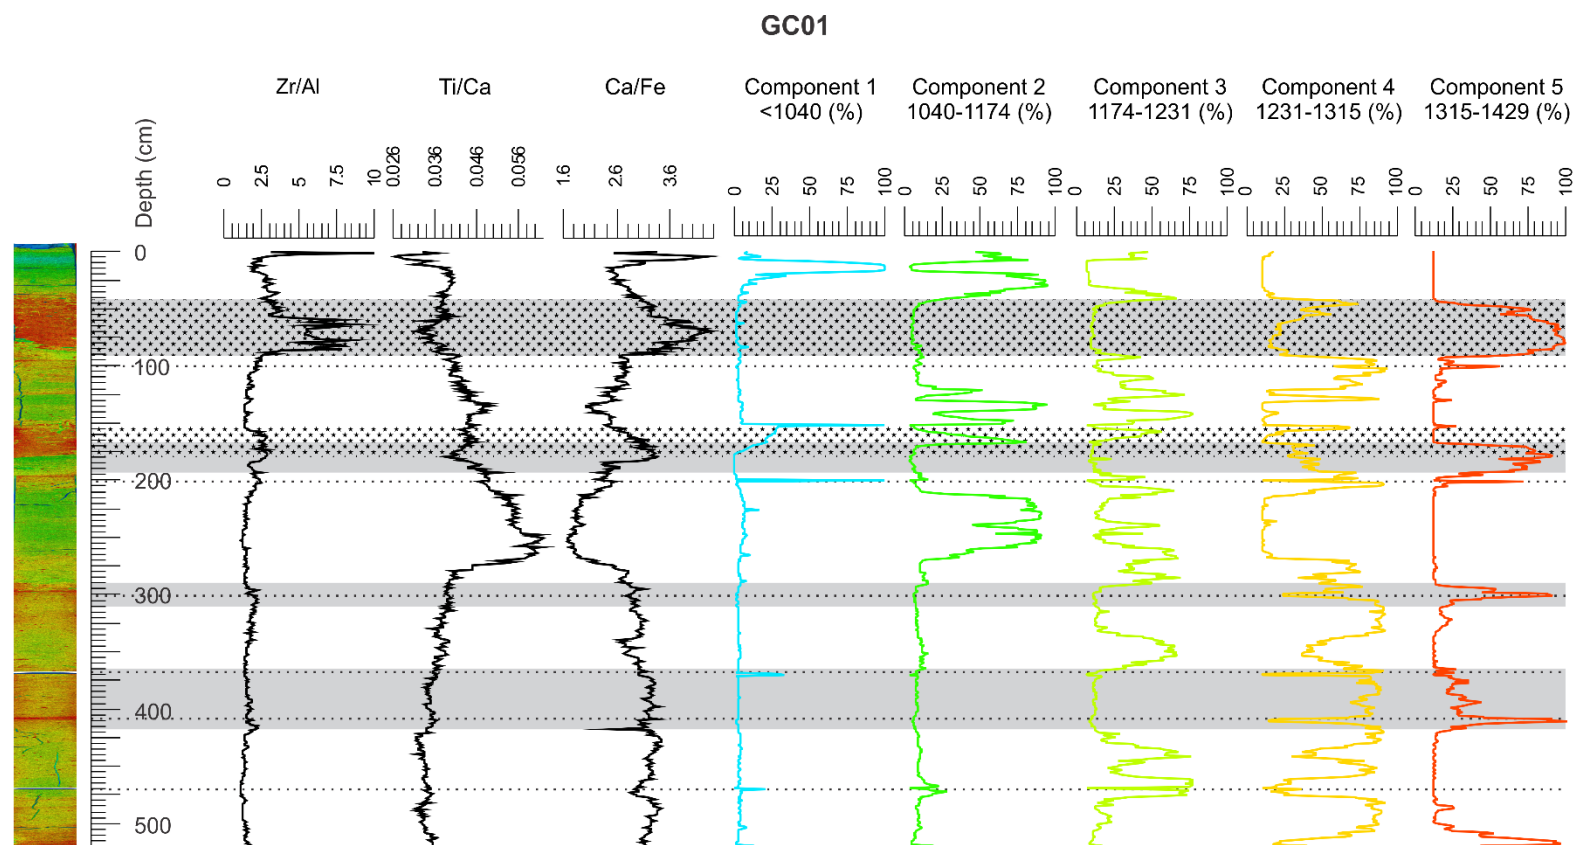 GC01
Zr/Al Ti/Ca Ca/Fe Component 1 Component 2 Component 3 Component 4 Component 5
<1040 (%) 1040-1174 (%) 1174-1231 (%) 1231-1315 (%) 1315-1429 (%)
Depth (cm)
0 2.5 5 7.5 10 0.026 0.036 0.046 0.056 1.6 2.6 3.6 0 25 50 75 100 0 25 50 75 100 0 25 50 75 100 0 25 50 75 100 0 25 50 75 100
0
100
200
300
400
500